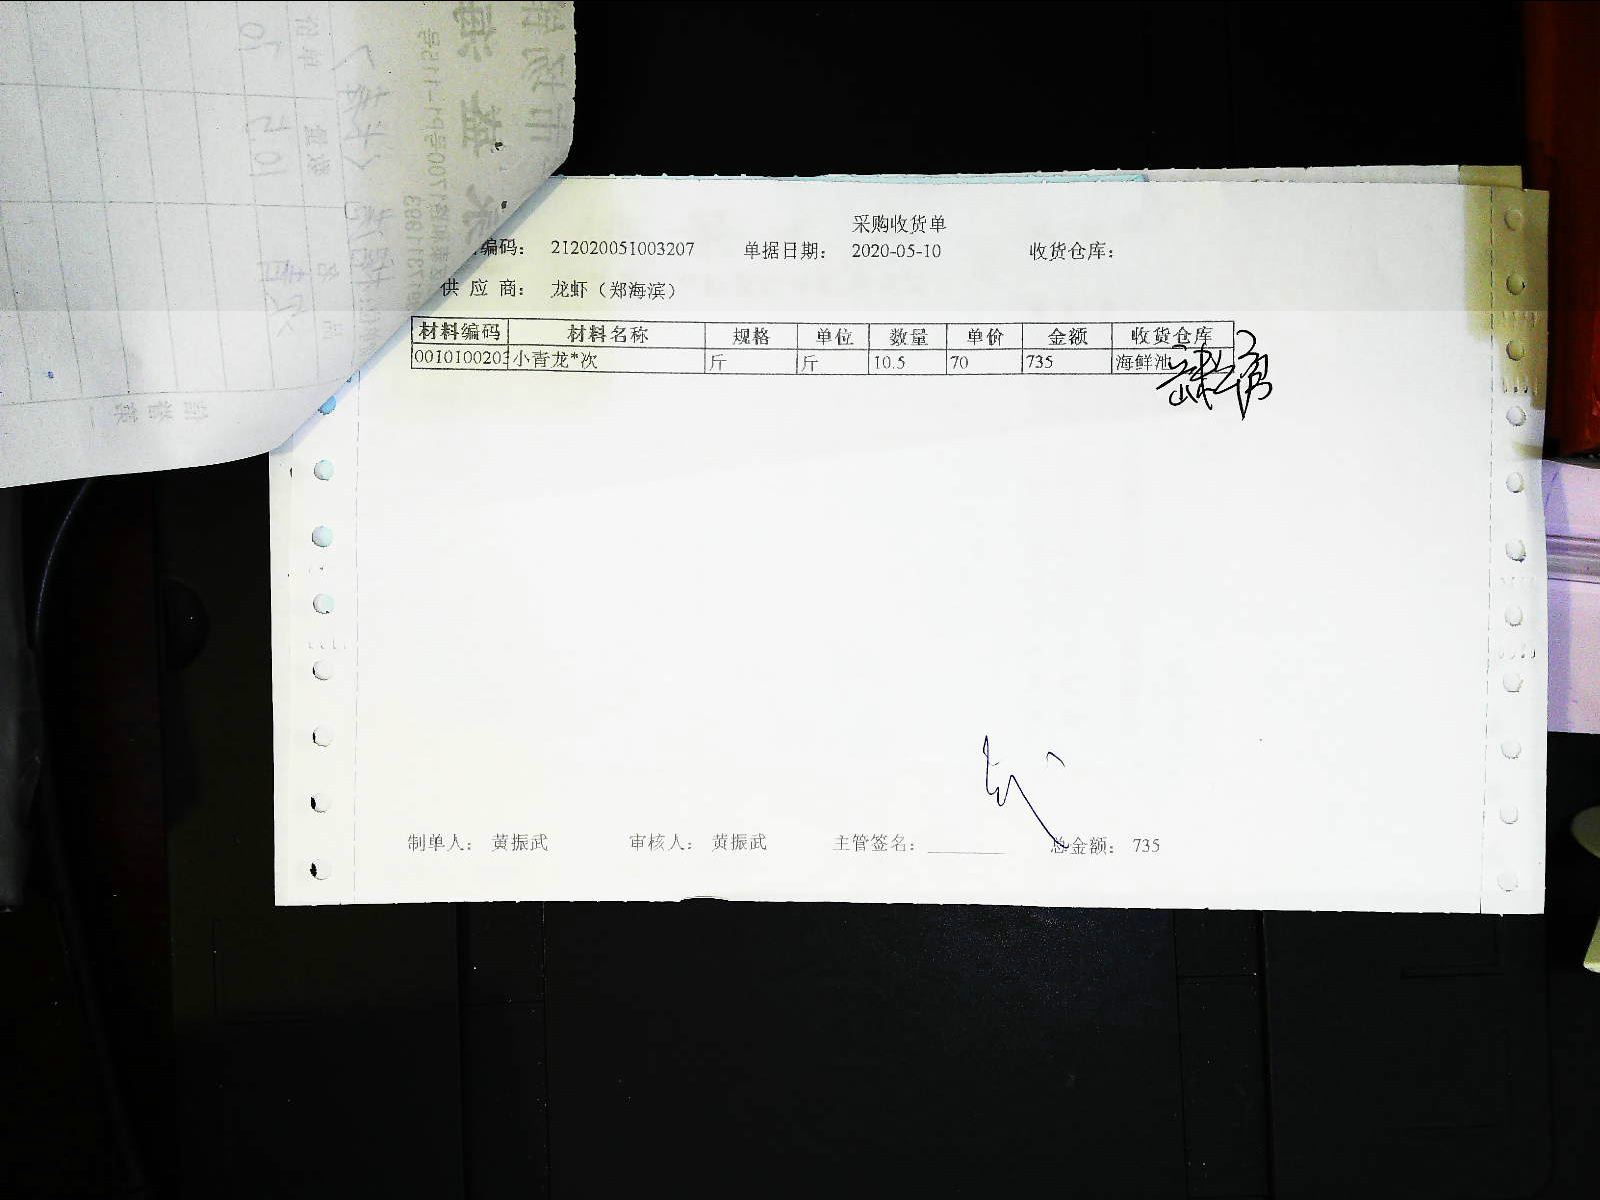 采购收货单
编码： 212020051003207 单据日期： 2020-05-10 收货仓库：
供 应 商： 龙虾（郑海滨）
材料编码 材料名称 规格 单位 数量 单价 金额 收货仓库
0010100203 小青龙*次 斤 斤 10.5 70 735 海鲜池
制单人： 黄振武 审核人： 黄振武 主管签名： 总金额： 735